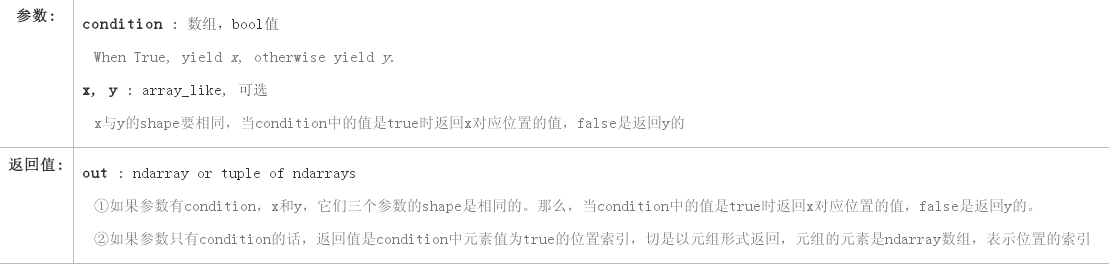 参数:
condition : 数组，bool值
When True, yield x, otherwise yield y.
x, y : array_like, 可选
x与y的shape要相同，当condition中的值是true时返回x对应位置的值，false是返回y的
返回值:
out : ndarray or tuple of ndarrays
①如果参数有condition，x和y，它们三个参数的shape是相同的。那么，当condition中的值是true时返回x对应位置的值，false是返回y的。
②如果参数只有condition的话，返回值是condition中元素值为true的位置索引，切是以元组形式返回，元组的元素是ndarray数组，表示位置的索引